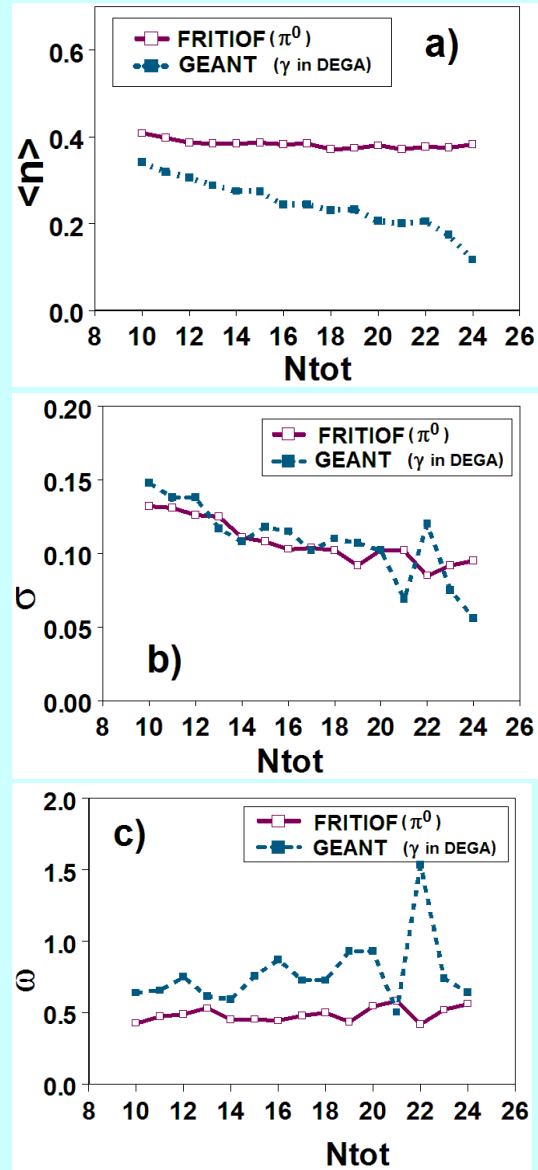 FRITIOF (π⁰)
GEANT (γ in DEGA)
a)
0.6
0.4
0.2
0.0
<n>
8 10 12 14 16 18 20 22 24 26
Ntot
0.20
0.15
0.10
0.05
0.00
σ
FRITIOF (π⁰)
GEANT (γ in DEGA)
b)
8 10 12 14 16 18 20 22 24 26
Ntot
2.0
1.5
1.0
0.5
0.0
ω
c)
FRITIOF (π⁰)
GEANT (γ in DEGA)
8 10 12 14 16 18 20 22 24 26
Ntot